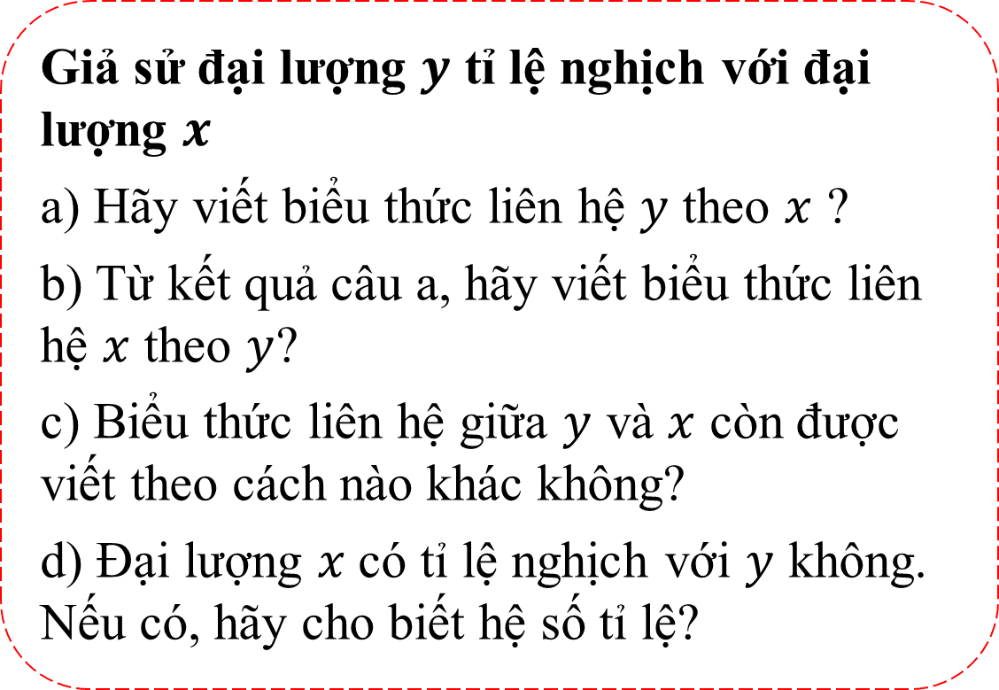 Giả sử đại lượng y tỉ lệ nghịch với đại
lượng x
a) Hãy viết biểu thức liên hệ y theo x ?
b) Từ kết quả câu a, hãy viết biểu thức liên
hệ x theo y?
c) Biểu thức liên hệ giữa y và x còn được
viết theo cách nào khác không?
d) Đại lượng x có tỉ lệ nghịch với y không.
Nếu có, hãy cho biết hệ số tỉ lệ?